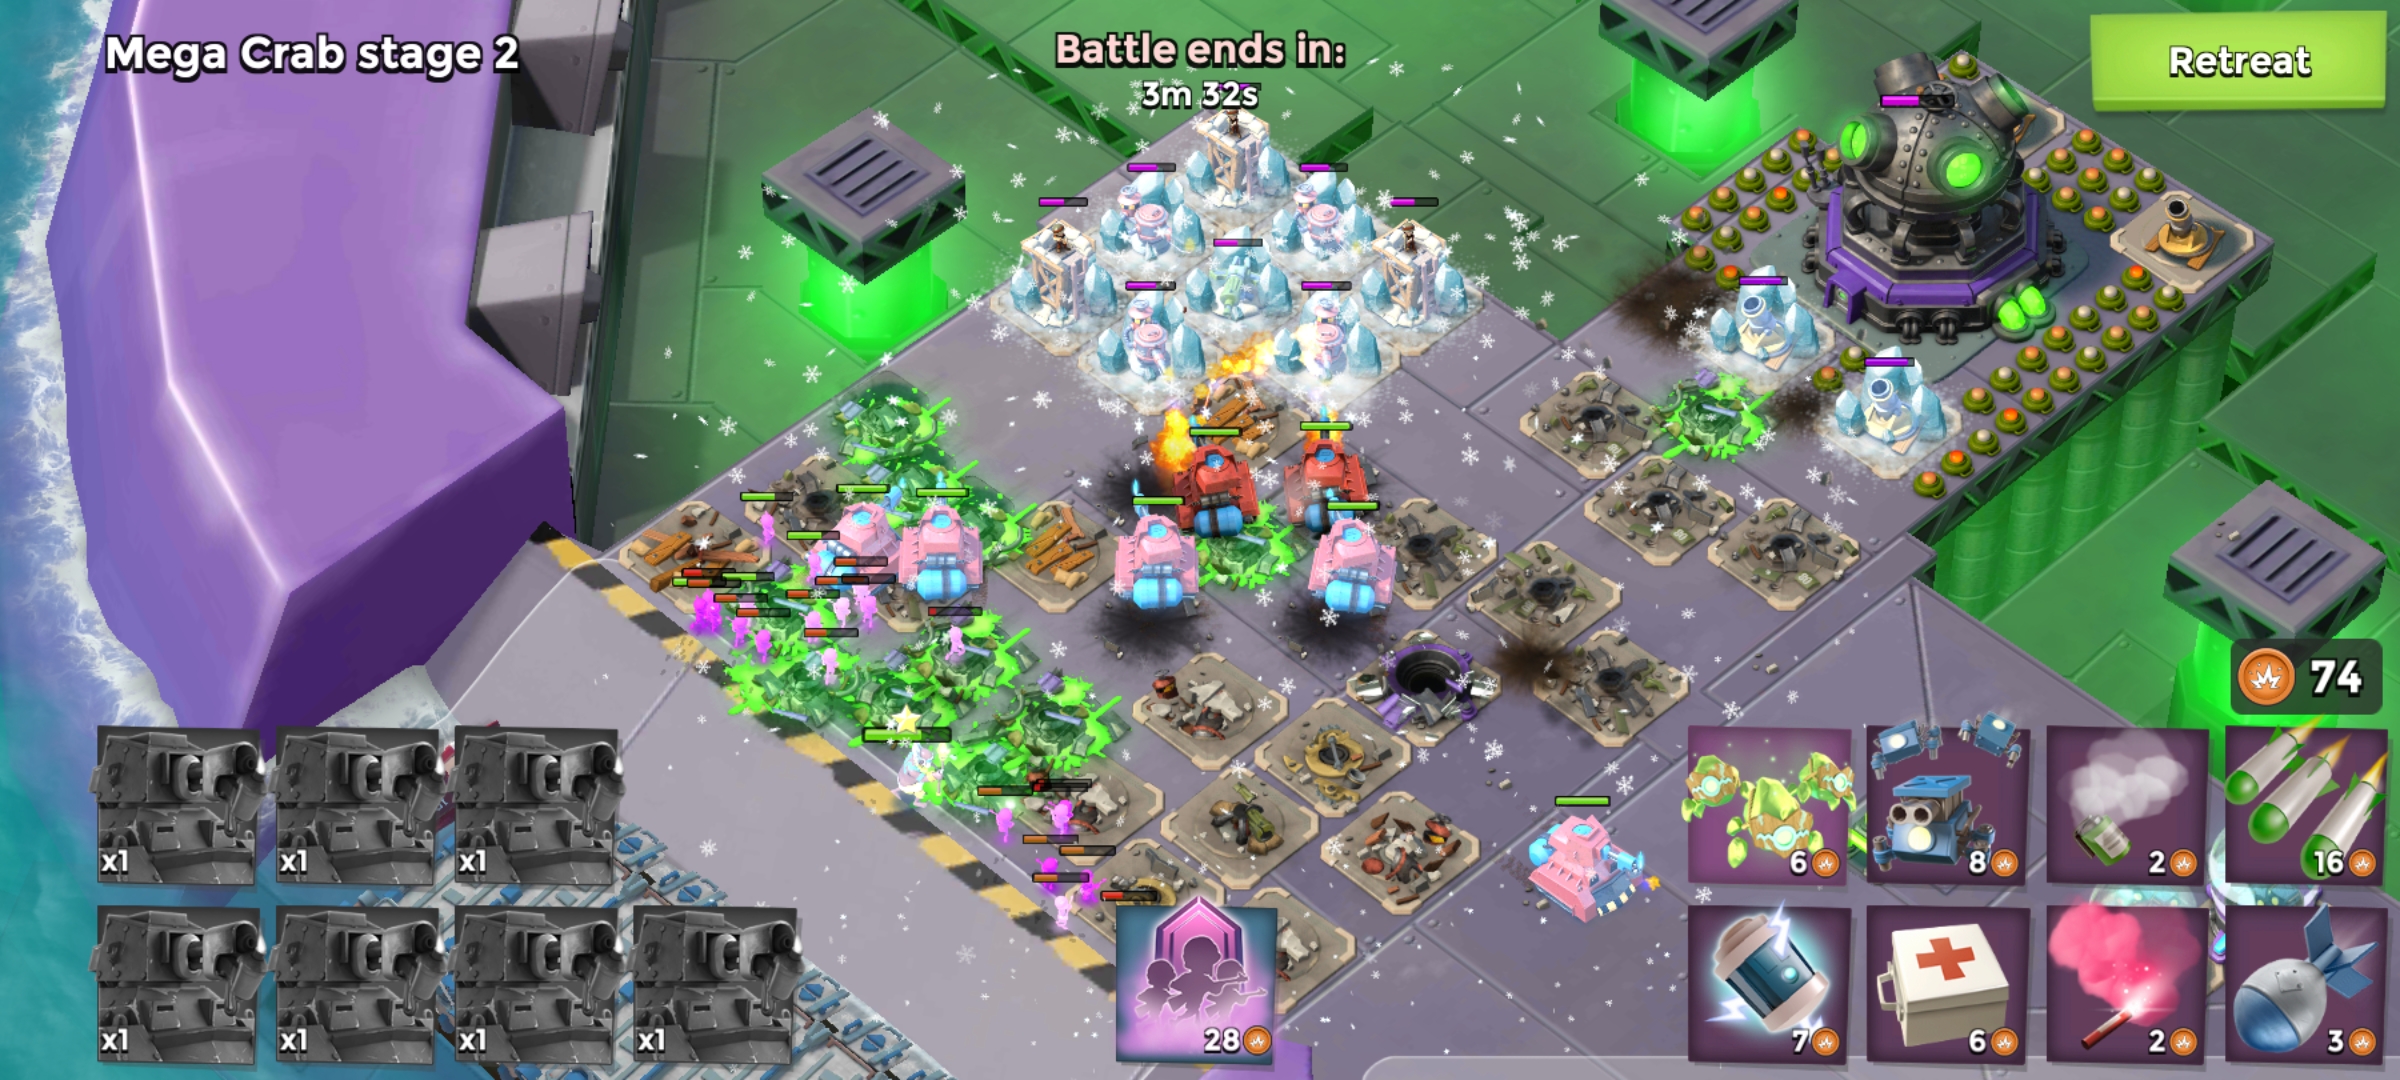 Mega Crab stage 2
Battle ends in:
3m 32s
Retreat
74
x1
x1
x1
6
8
2
16
x1
x1
x1
x1
28
7
6
2
3